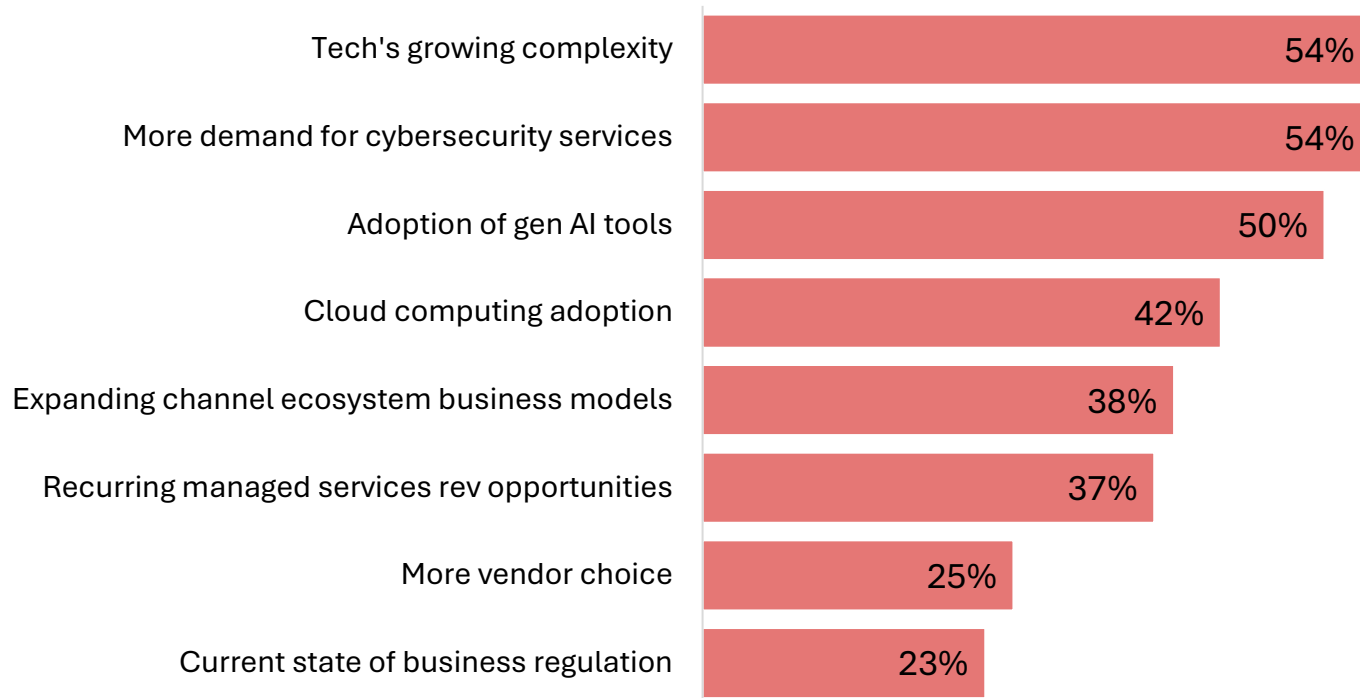 Tech's growing complexity 54%
More demand for cybersecurity services 54%
Adoption of gen AI tools 50%
Cloud computing adoption 42%
Expanding channel ecosystem business models 38%
Recurring managed services rev opportunities 37%
More vendor choice 25%
Current state of business regulation 23%